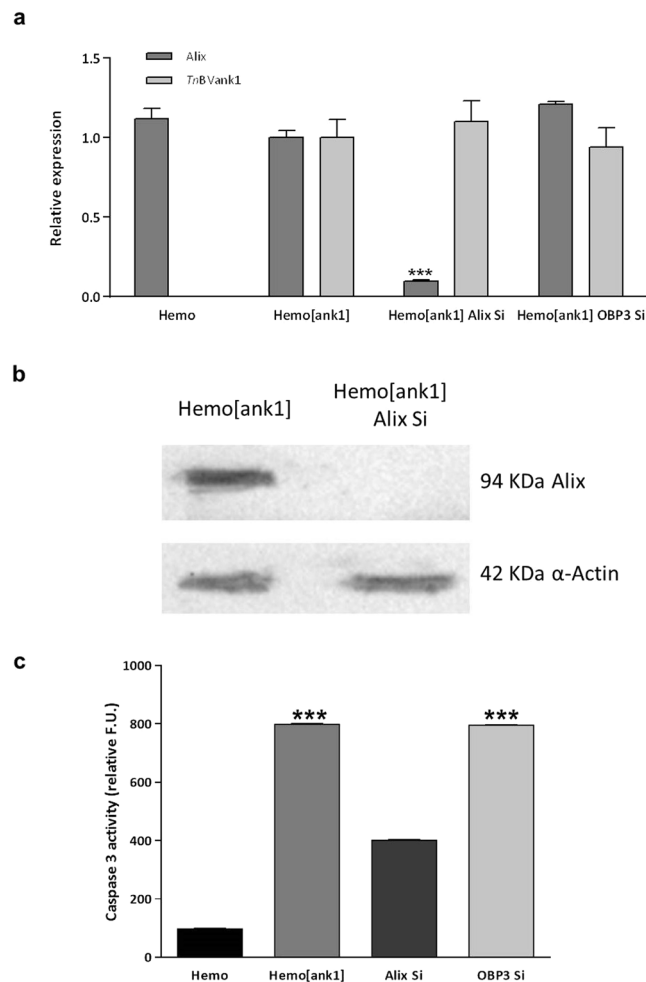 a
Alix
TnBVank1
Relative expression
1.5
1.0
0.5
0.0
***
Hemo
Hemo[ank1]
Hemo[ank1] Alix Si
Hemo[ank1] OBP3 Si
b
Hemo[ank1]
Hemo[ank1]
Alix Si
94 KDa Alix
42 KDa α-Actin
c
Caspase 3 activity (relative F.U.)
1000
800
600
400
200
0
***
***
Hemo
Hemo[ank1]
Alix Si
OBP3 Si